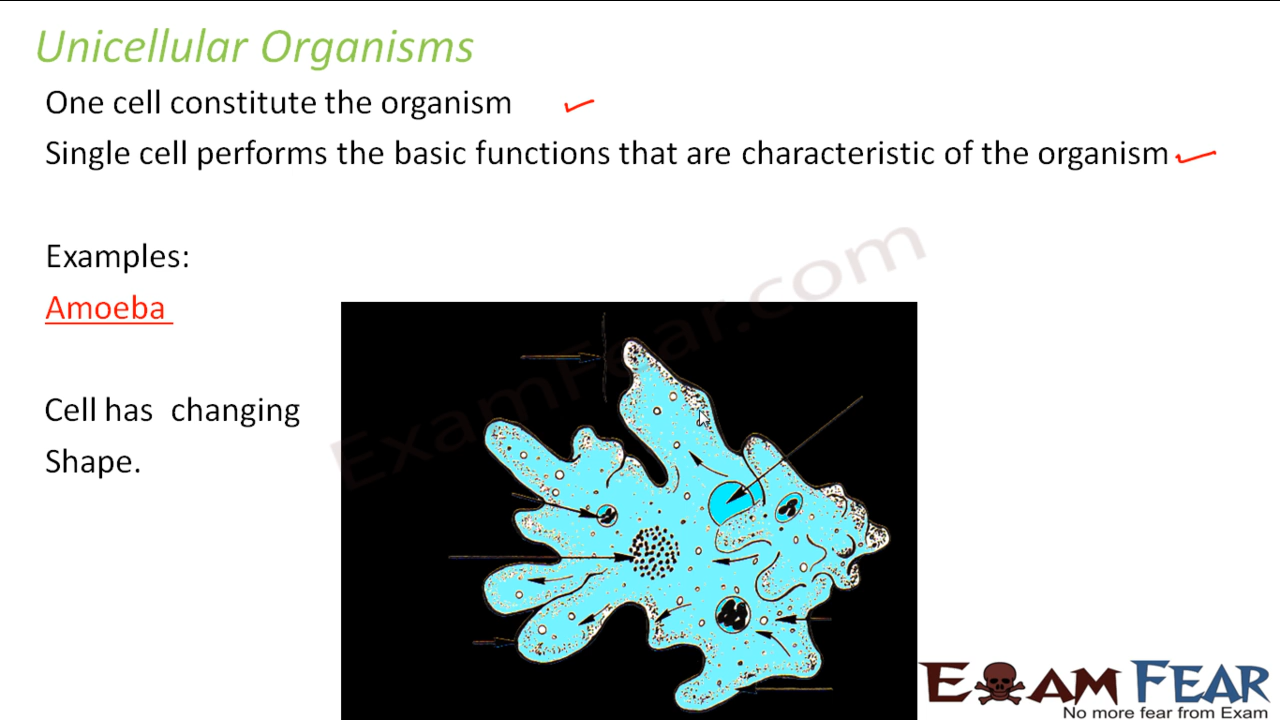 Unicellular Organisms
One cell constitute the organism
Single cell performs the basic functions that are characteristic of the organism
Examples:
Amoeba
Cell has changing
Shape.
ExamFear.com
EXAM FEAR
No more fear from Exam